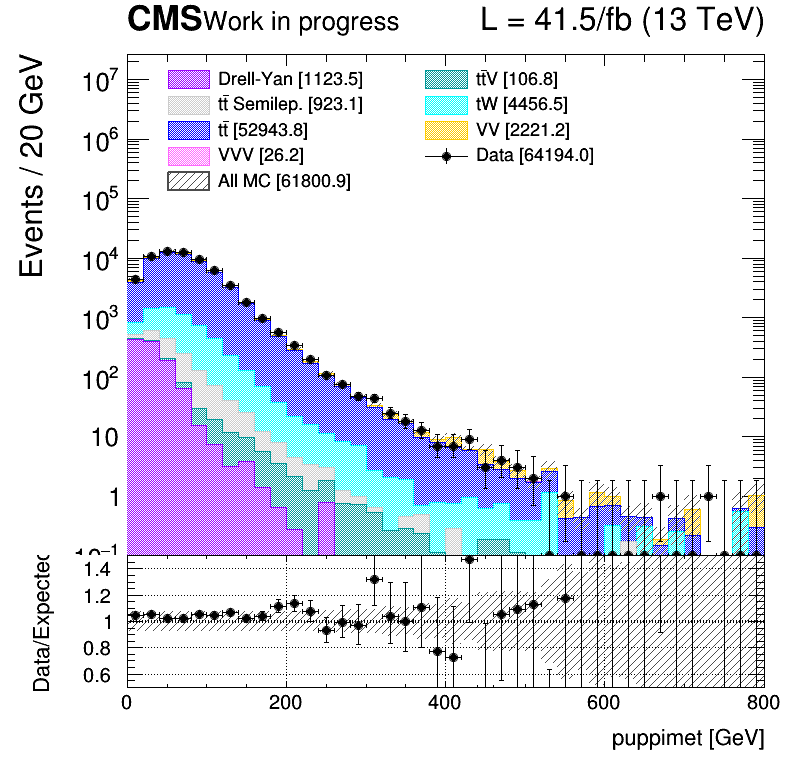 CMS Work in progress L = 41.5/fb (13 TeV)
Events / 20 GeV
Drell-Yan [1123.5]
tt̄ Semilep. [923.1]
tt̄ [52943.8]
VVV [26.2]
All MC [61800.9]
tt̄V [106.8]
tW [4456.5]
VV [2221.2]
Data [64194.0]
10⁷
10⁶
10⁵
10⁴
10³
10²
10
1
10⁻¹
Data/Expected
1.4
1.2
1
0.8
0.6
0 200 400 600 800
puppimet [GeV]